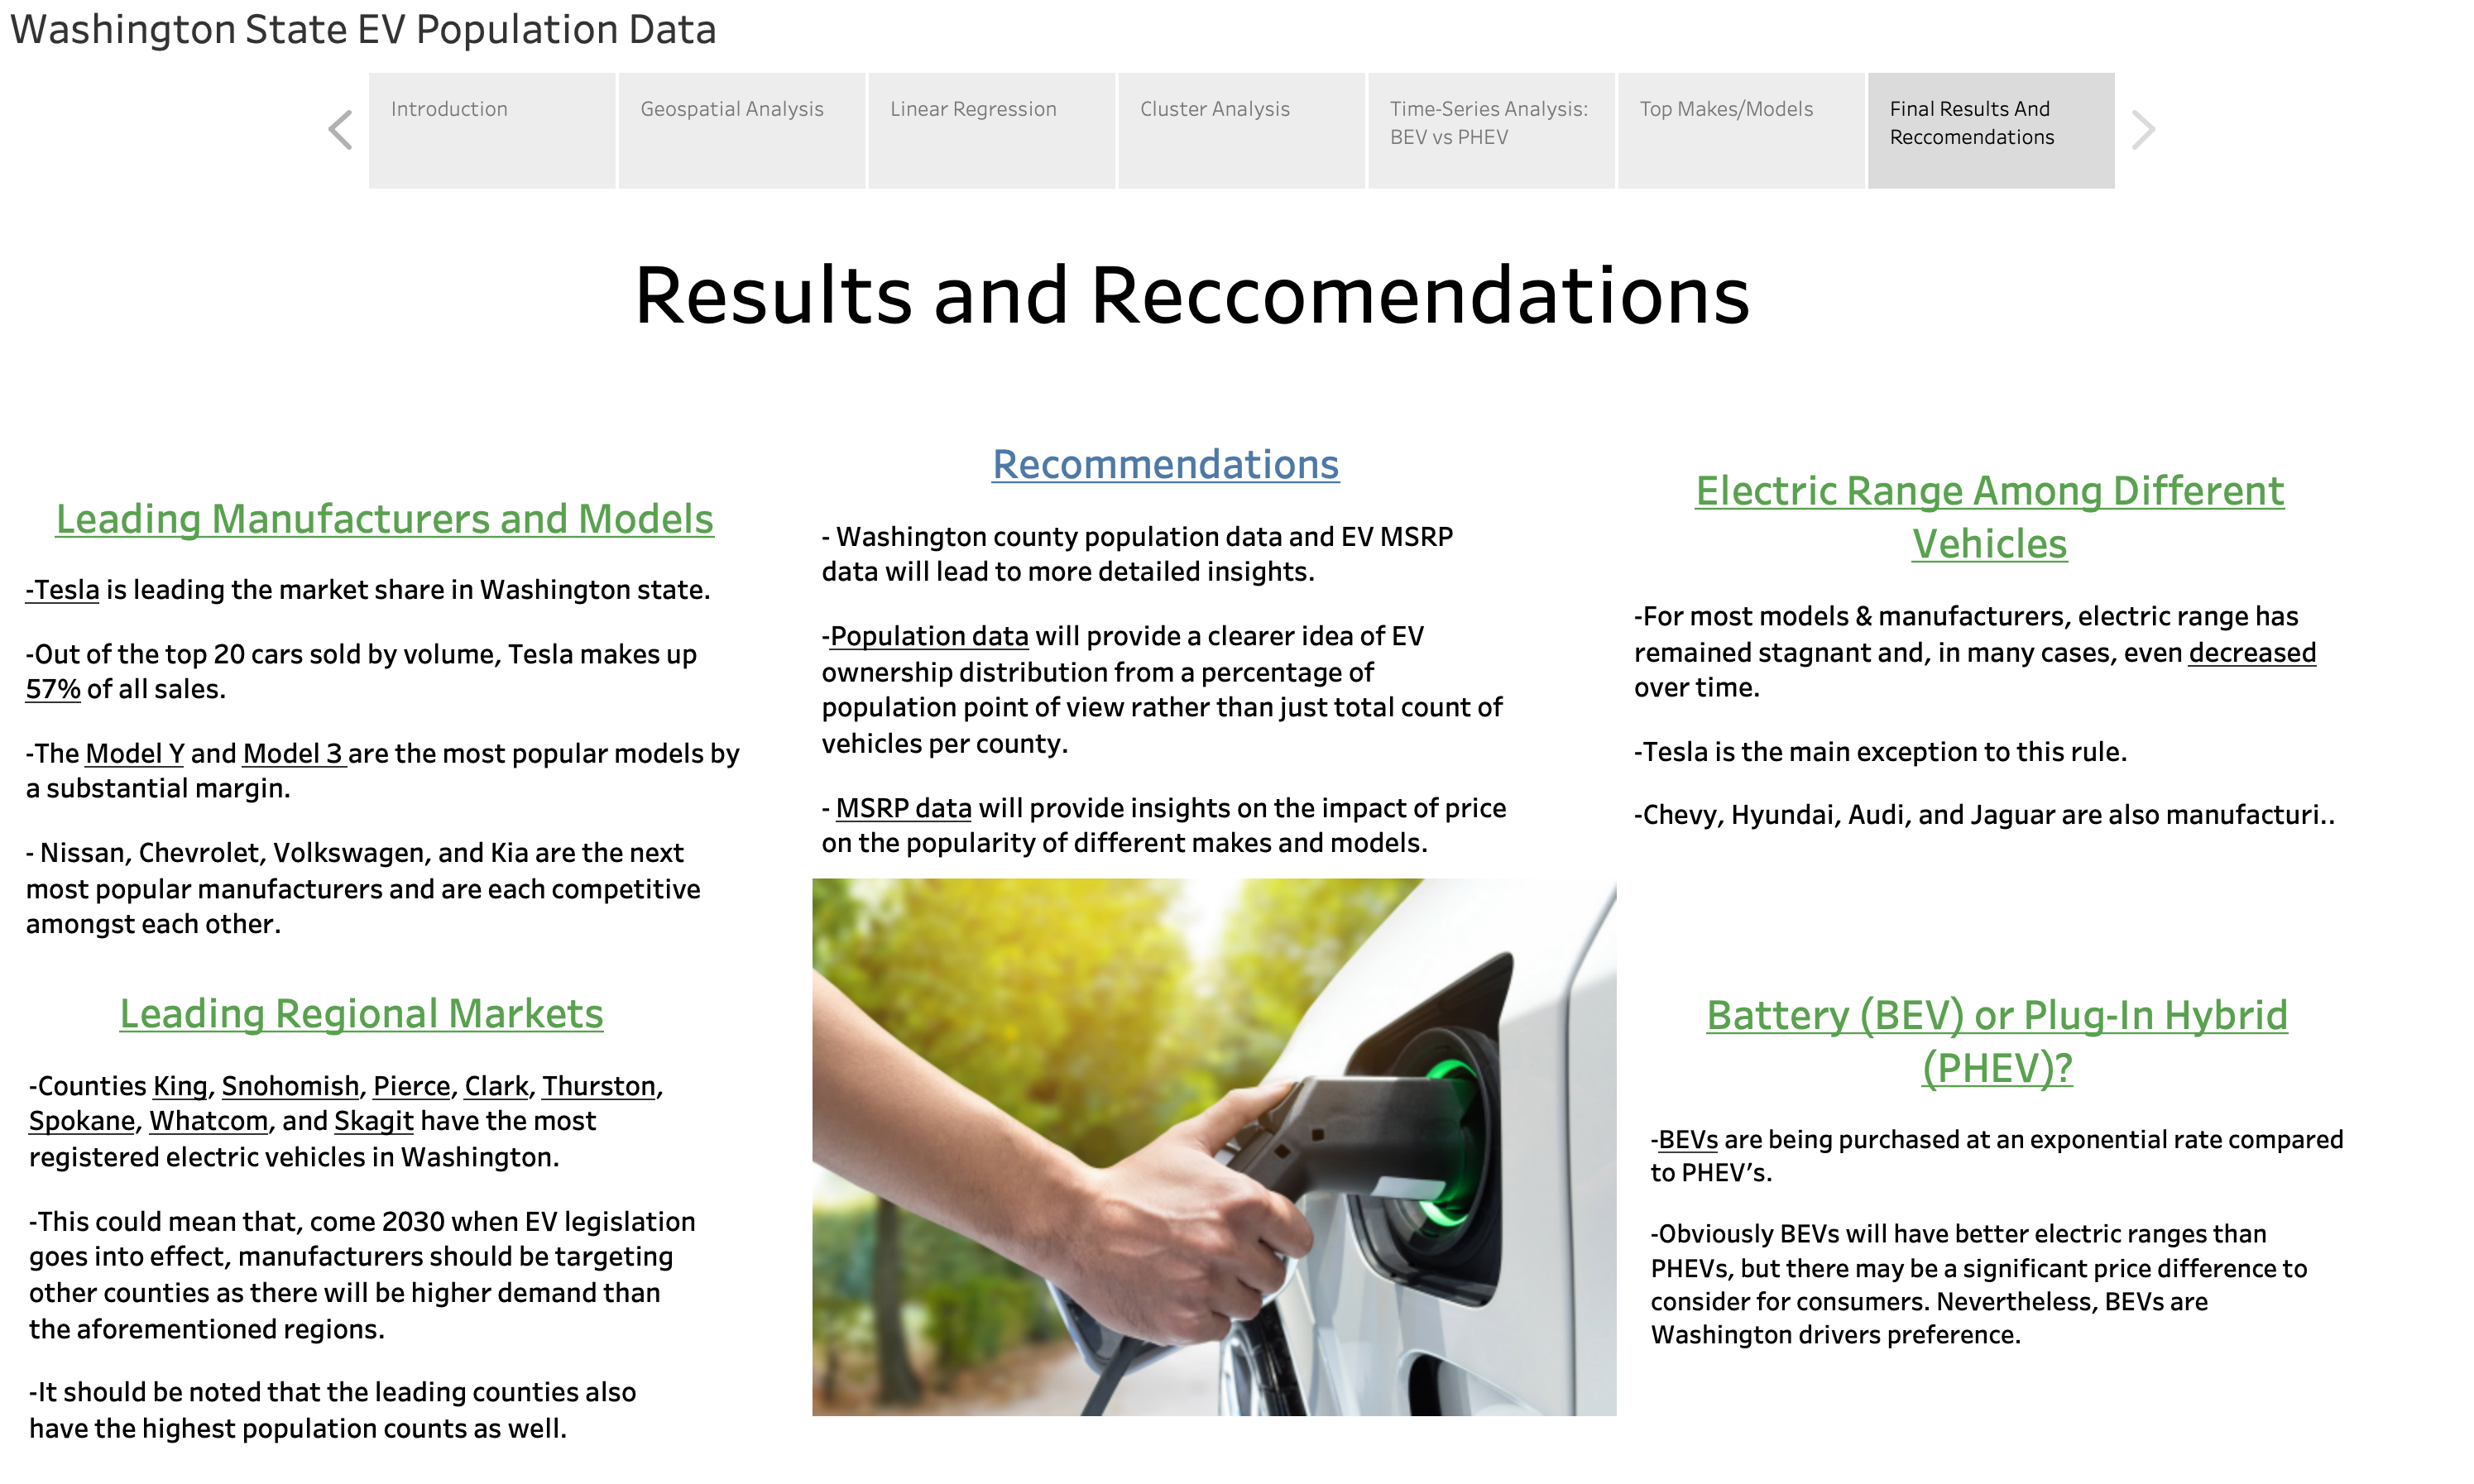 Washington State EV Population Data
Introduction
Geospatial Analysis
Linear Regression
Cluster Analysis
Time-Series Analysis:
BEV vs PHEV
Top Makes/Models
Final Results And
Reccomendations
Results and Reccomendations
Leading Manufacturers and Models
-Tesla is leading the market share in Washington state.
-Out of the top 20 cars sold by volume, Tesla makes up
57% of all sales.
-The Model Y and Model 3 are the most popular models by
a substantial margin.
- Nissan, Chevrolet, Volkswagen, and Kia are the next
most popular manufacturers and are each competitive
amongst each other.
Leading Regional Markets
-Counties King, Snohomish, Pierce, Clark, Thurston,
Spokane, Whatcom, and Skagit have the most
registered electric vehicles in Washington.
-This could mean that, come 2030 when EV legislation
goes into effect, manufacturers should be targeting
other counties as there will be higher demand than
the aforementioned regions.
-It should be noted that the leading counties also
have the highest population counts as well.
Recommendations
- Washington county population data and EV MSRP
data will lead to more detailed insights.
-Population data will provide a clearer idea of EV
ownership distribution from a percentage of
population point of view rather than just total count of
vehicles per county.
- MSRP data will provide insights on the impact of price
on the popularity of different makes and models.
Electric Range Among Different
Vehicles
-For most models & manufacturers, electric range has
remained stagnant and, in many cases, even decreased
over time.
-Tesla is the main exception to this rule.
-Chevy, Hyundai, Audi, and Jaguar are also manufacturi..
Battery (BEV) or Plug-In Hybrid
(PHEV)?
-BEVs are being purchased at an exponential rate compared
to PHEV's.
-Obviously BEVs will have better electric ranges than
PHEVs, but there may be a significant price difference to
consider for consumers. Nevertheless, BEVs are
Washington drivers preference.